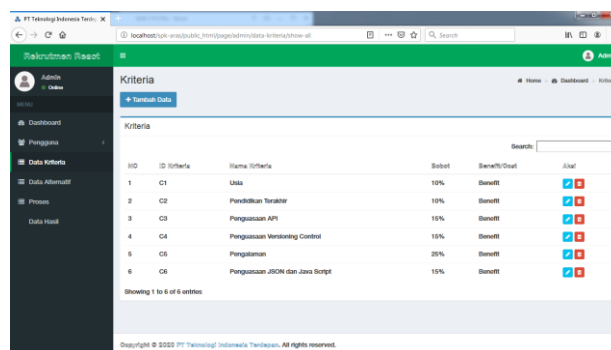 PT Teknologi Indonesia Terdep
localhost/spk-aras/public_html/page/admin/data-kriteria/show-all
Search
Rekrutmen React
Admin
Online
MENU
Dashboard
Pengguna
Data Kriteria
Data Alternatif
Proses
Data Hasil
Kriteria
Home
Dashboard
+ Tambah Data
Kriteria
Search:
NO ID Kriteria Nama Kriteria Bobot Benefit/Cost Aksi
1 C1 Usia 10% Benefit
2 C2 Pendidikan Terakhir 10% Benefit
3 C3 Penguasaan API 15% Benefit
4 C4 Penguasaan Versioning Control 15% Benefit
5 C5 Pengalaman 25% Benefit
6 C6 Penguasaan JSON dan Java Script 15% Benefit
Showing 1 to 6 of 6 entries
Copyright © 2020 PT Teknologi Indonesia Terdepan. All rights reserved.